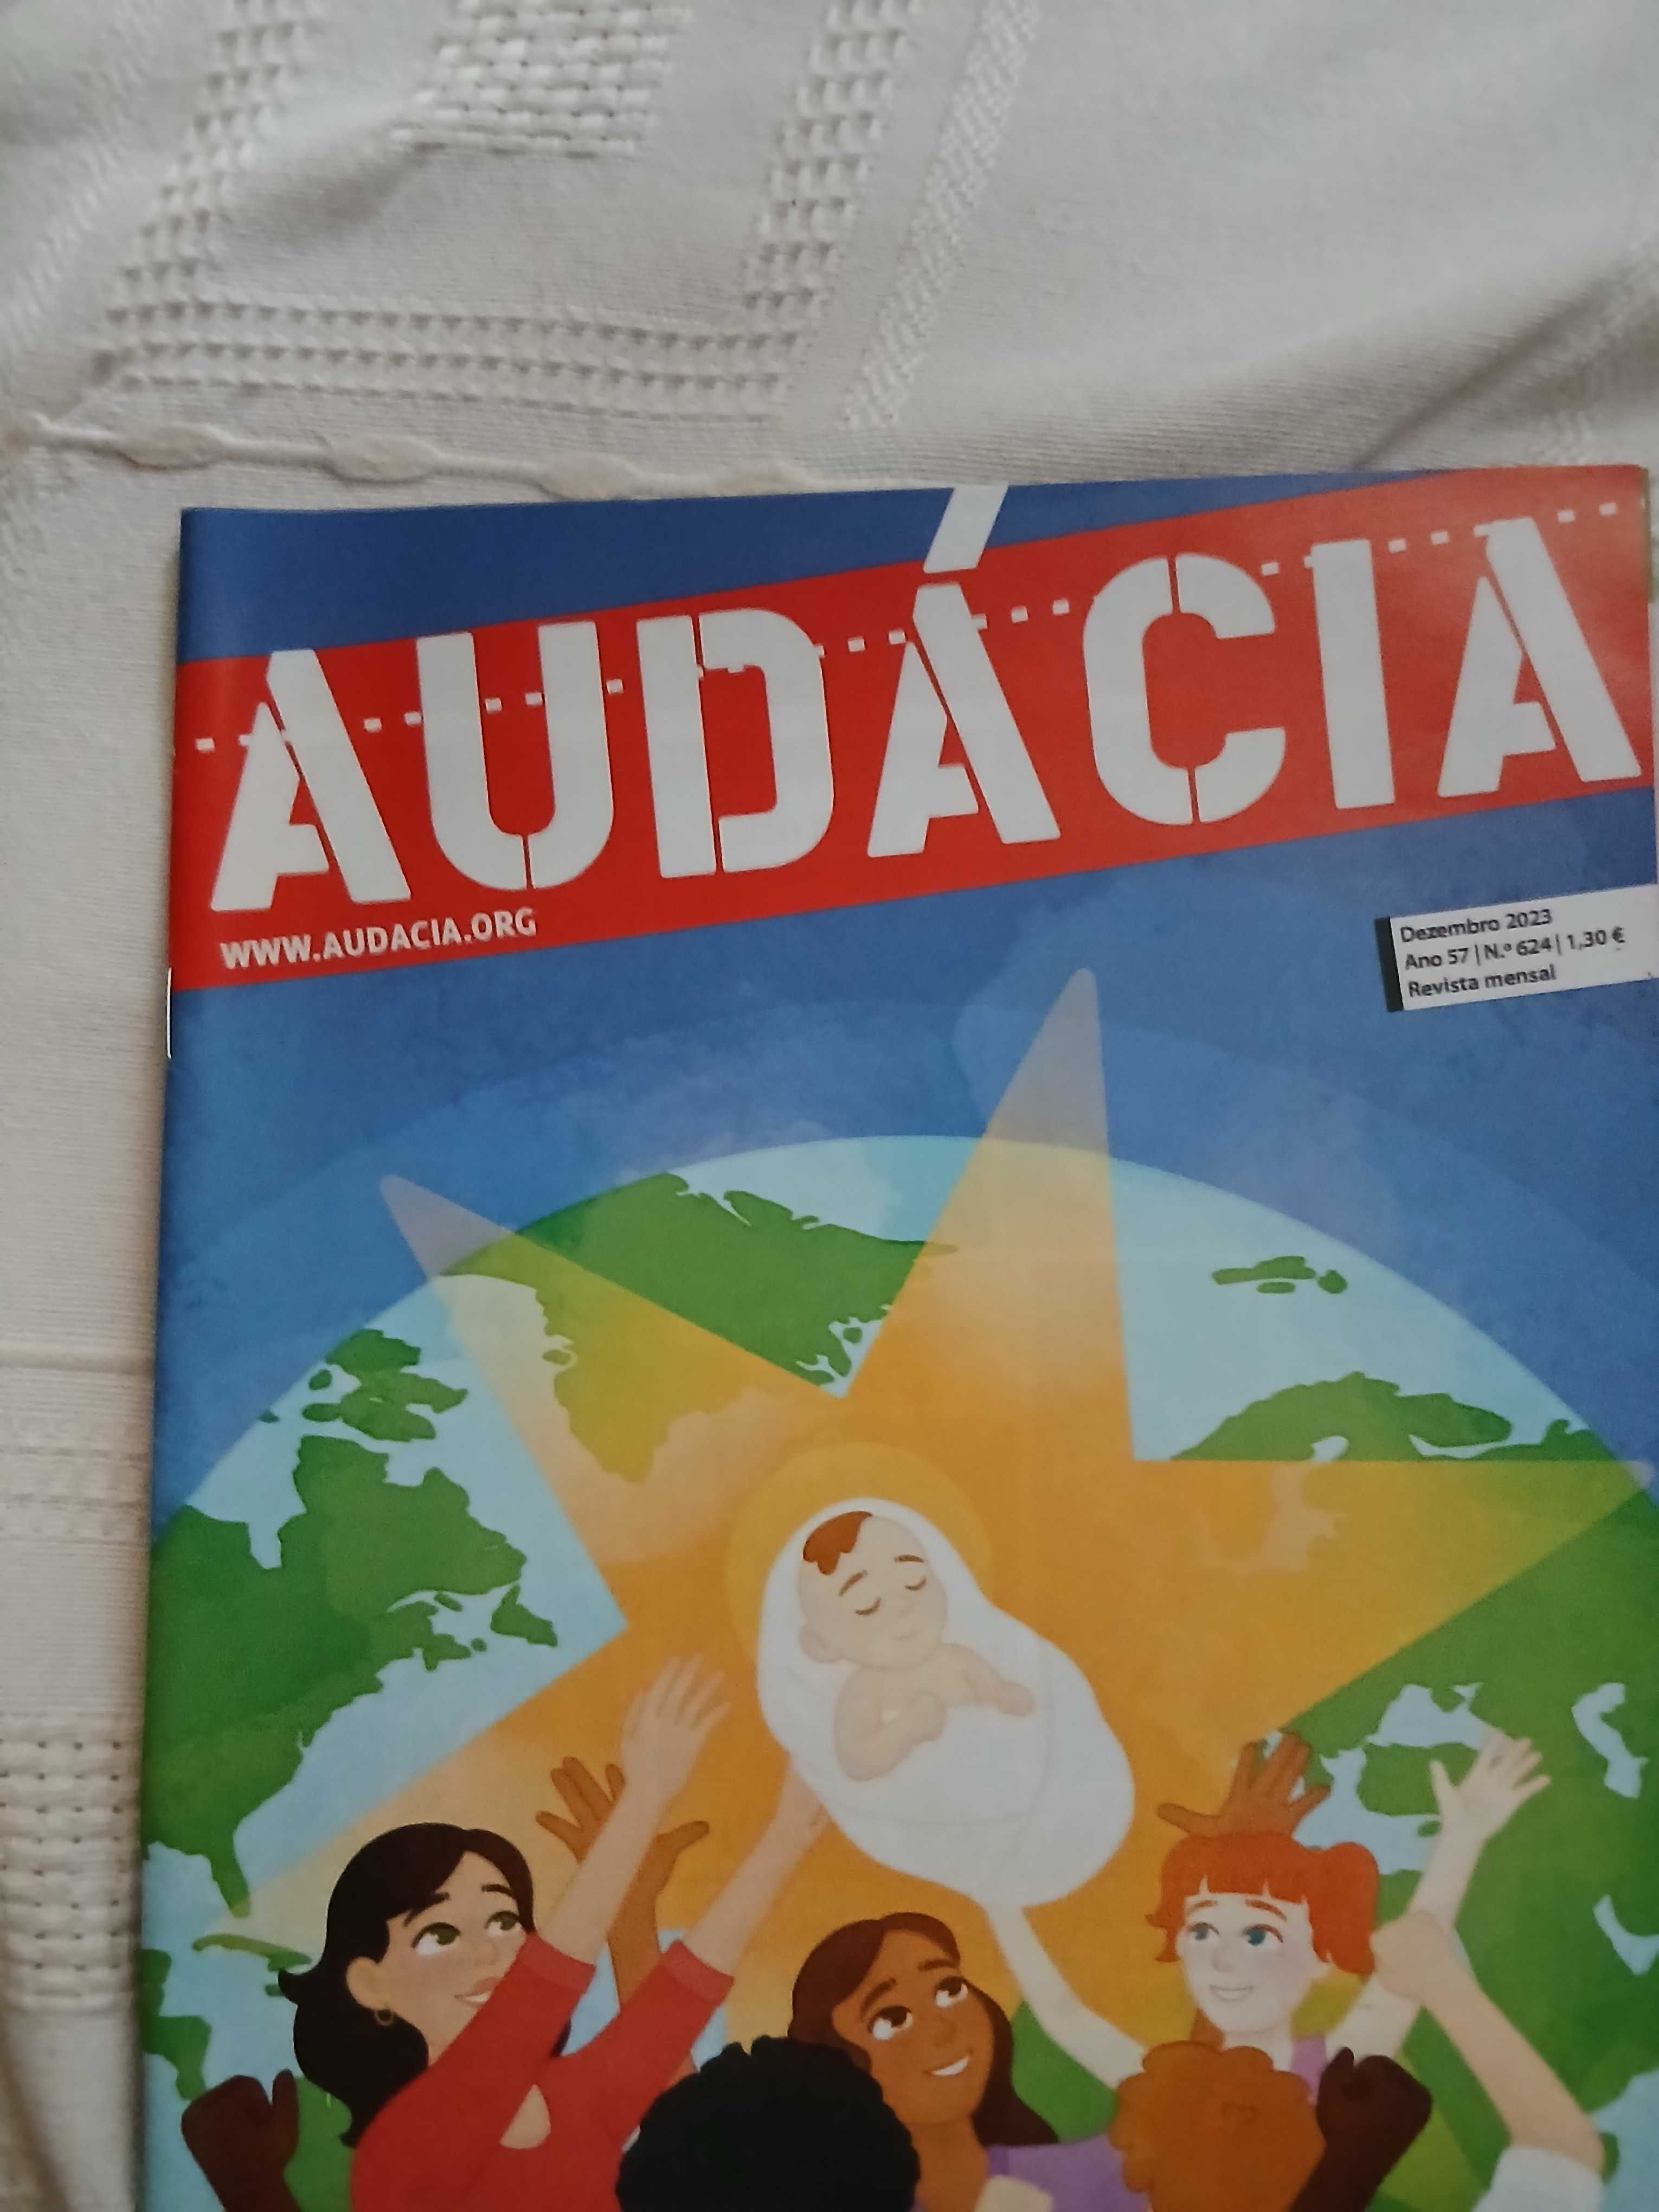 AUDÁCIA
WWW.AUDACIA.ORG
Dezembro 2023
Ano 57 | N.º 624 | 1,30 €
Revista mensal